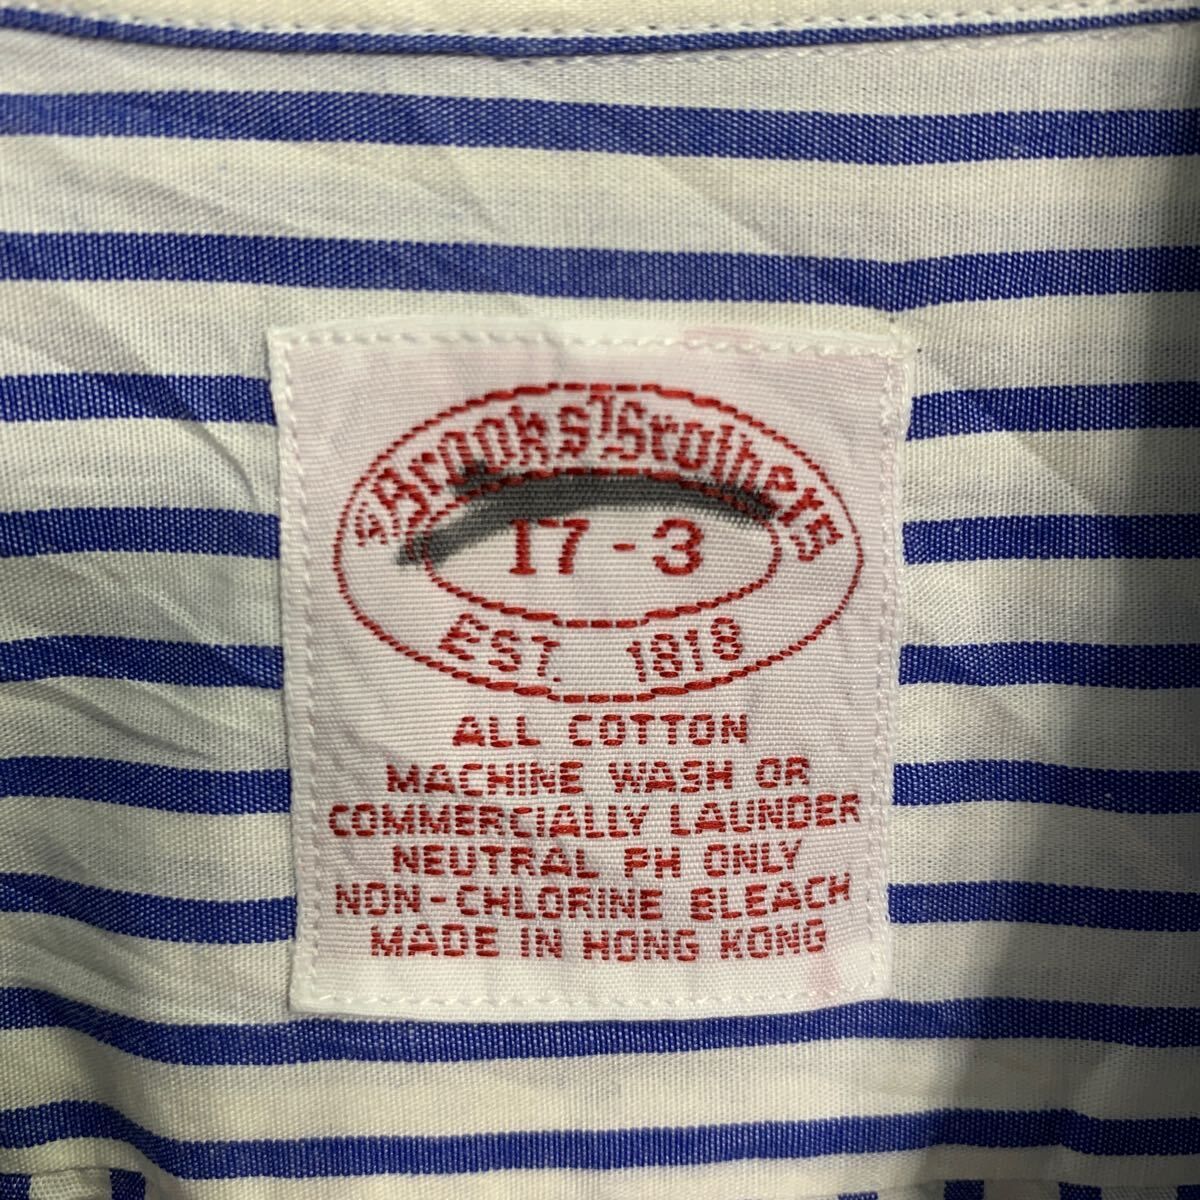 Brooks Brothers
17-3
EST. 1818
ALL COTTON
MACHINE WASH OR
COMMERCIALLY LAUNDER
NEUTRAL PH ONLY
NON-CHLORINE BLEACH
MADE IN HONG KONG